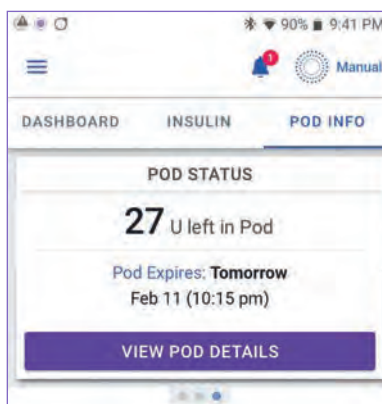 90% 9:41 PM
1
Manual
DASHBOARD INSULIN POD INFO
POD STATUS
27 U left in Pod
Pod Expires: Tomorrow
Feb 11 (10:15 pm)
VIEW POD DETAILS